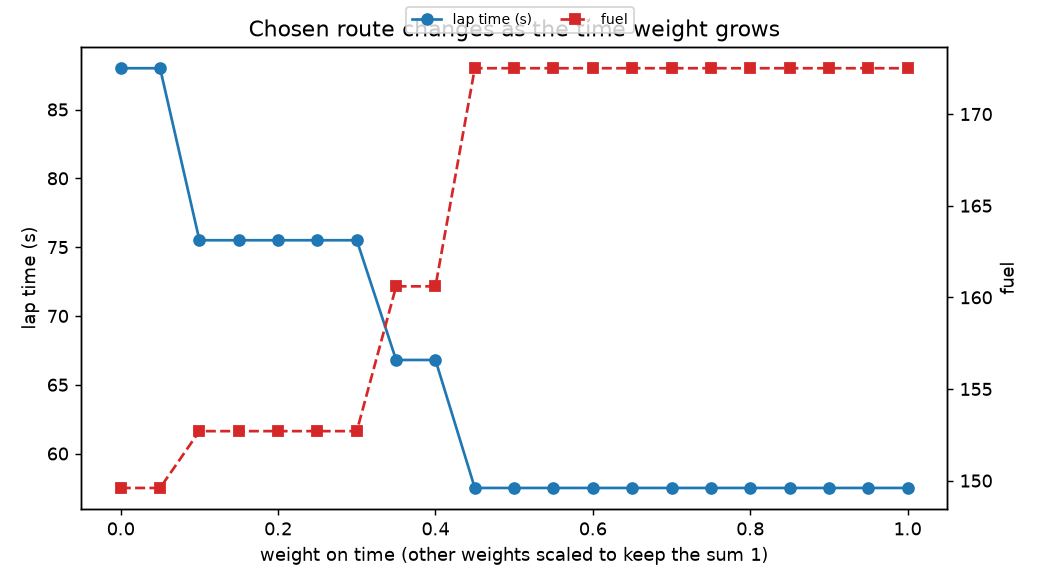 lap time (s) fuel
Chosen route changes as the time weight grows
85
80
75
70
65
60
lap time (s)
170
165
160
155
150
fuel
0.0 0.2 0.4 0.6 0.8 1.0
weight on time (other weights scaled to keep the sum 1)